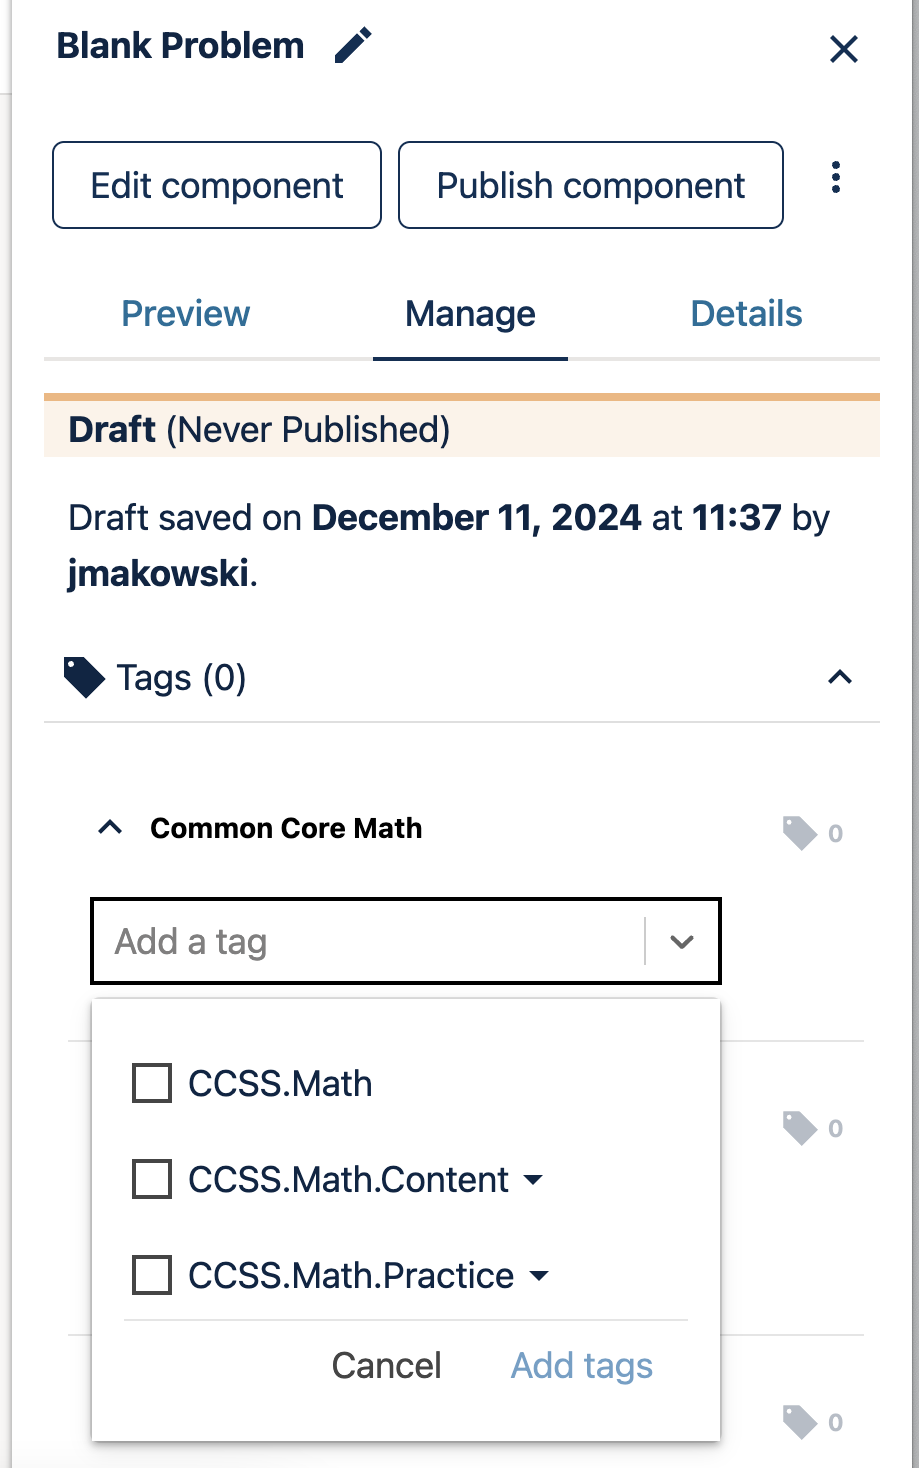 Blank Problem
Edit component
Publish component
Preview
Manage
Details
Draft (Never Published)
Draft saved on December 11, 2024 at 11:37 by
jmakowski.
Tags (0)
Common Core Math
0
Add a tag
CCSS.Math
0
CCSS.Math.Content
CCSS.Math.Practice
Cancel
Add tags
0